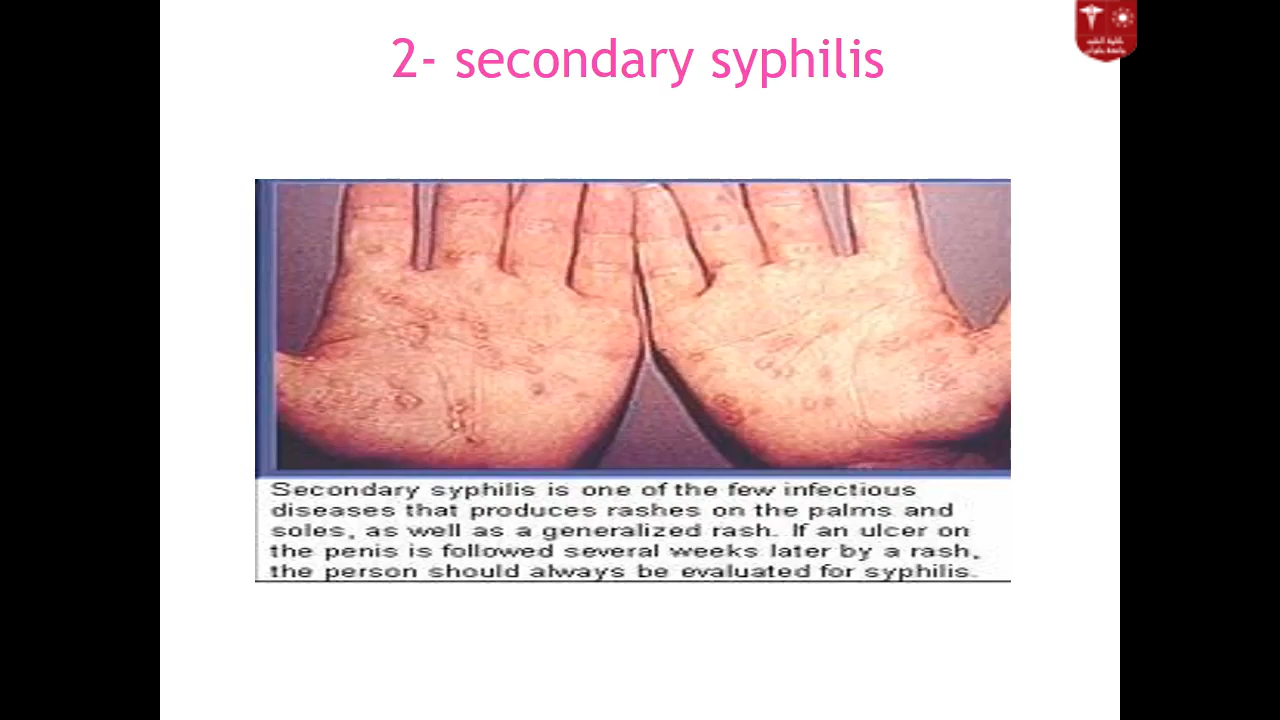 2- secondary syphilis
Secondary syphilis is one of the few infectious
diseases that produces rashes on the palms and
soles, as well as a generalized rash. If an ulcer on
the penis is followed several weeks later by a rash,
the person should always be evaluated for syphilis.